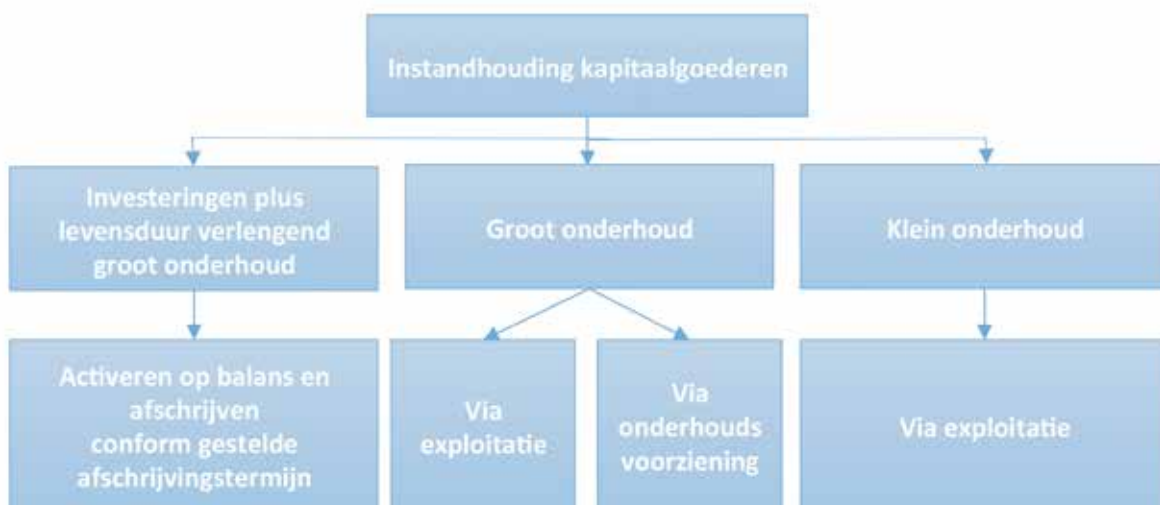 Instandhouding kapitaalgoederen
Investeringen plus
levensduur verlengend
groot onderhoud
Groot onderhoud
Klein onderhoud
Activeren op balans en
afschrijven
conform gestelde
afschrijvingstermijn
Via
exploitatie
Via
onderhouds
voorziening
Via exploitatie